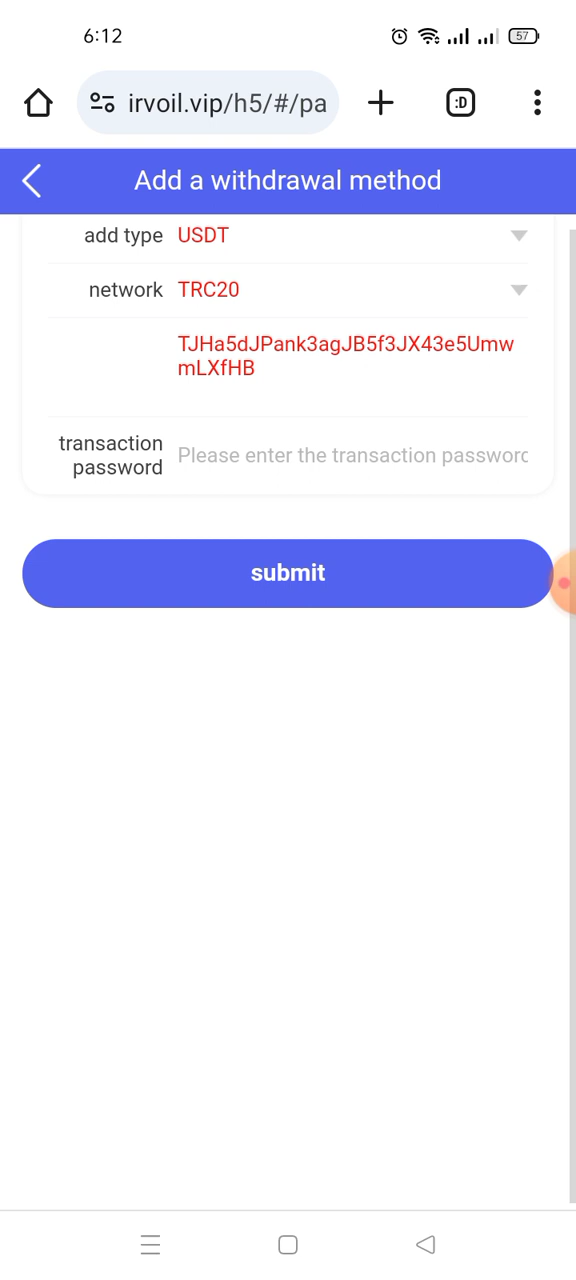 6:12
57
irvoil.vip/h5/#/pa
:D
Add a withdrawal method
add type USDT
network TRC20
TJHa5dJPank3agJB5f3JX43e5Umw
mLXfHB
transaction
password
Please enter the transaction passworc
submit